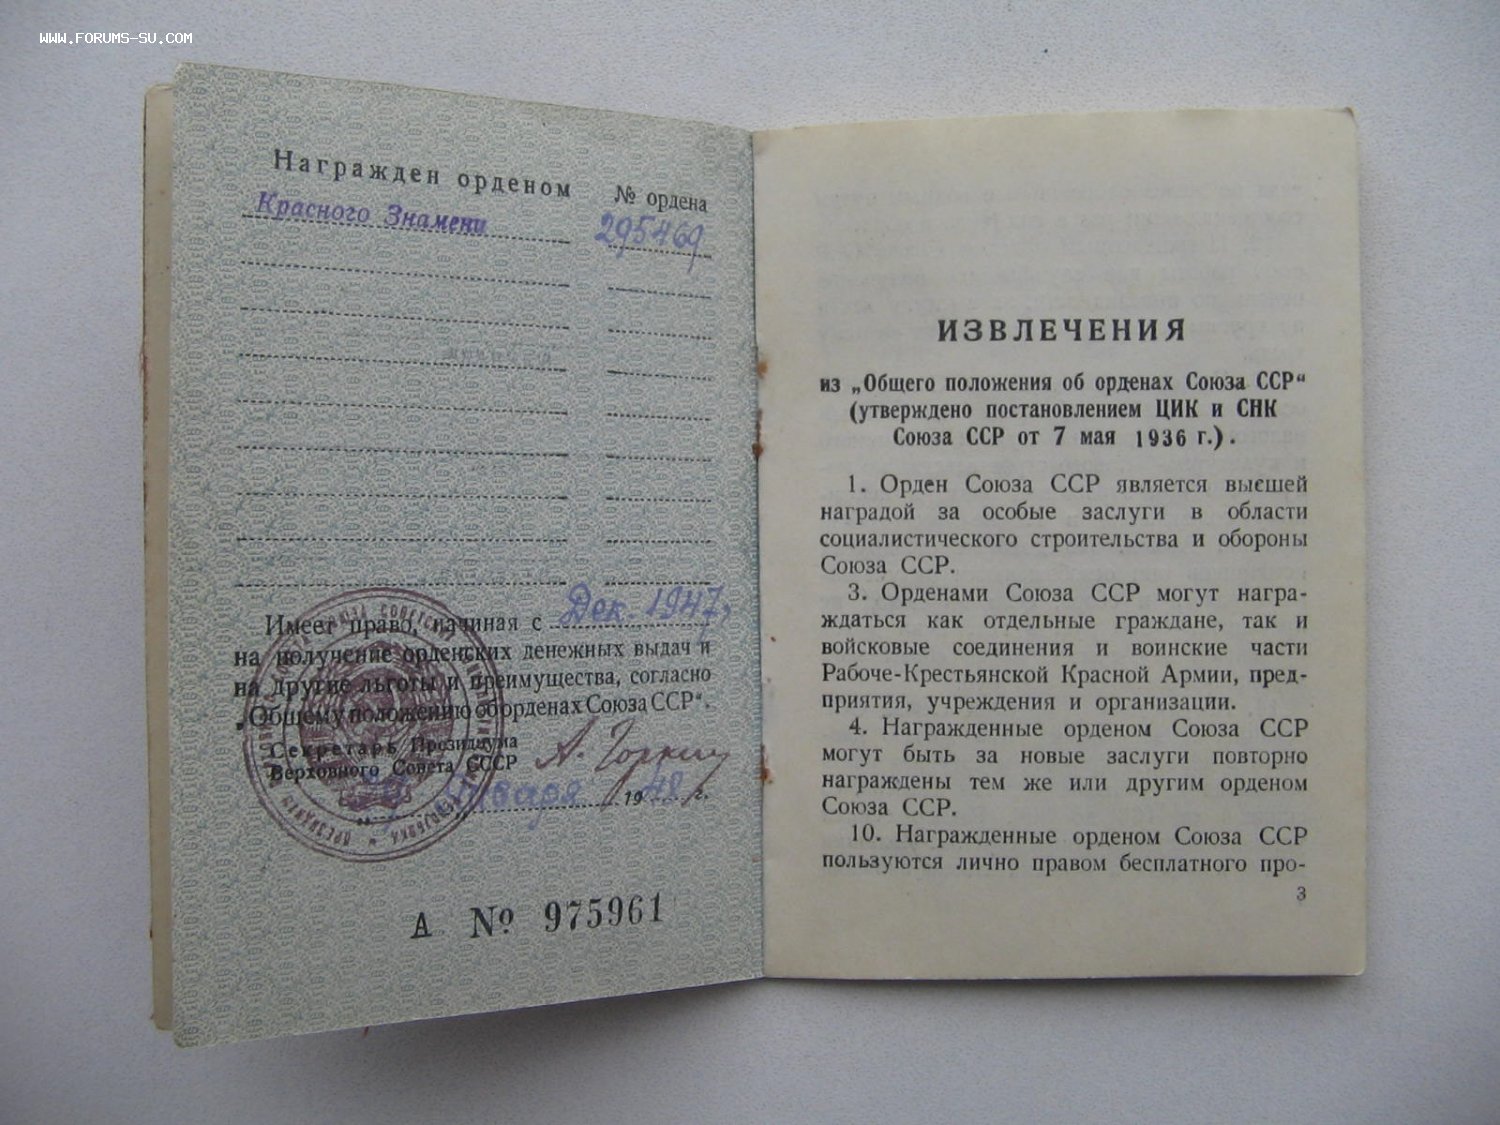 WWW.FORUMS-SU.COM
Награжден орденом № ордена
Красного Знамени 295469
Имеет право, начиная с Дек. 1947 г.
на получение орденских денежных выдач и
на другие льготы и преимущества, согласно
„Общему положению об орденах Союза ССР“.
Секретарь Президиума
Верховного Совета СССР А. Горкин
января 1948 г.
А № 975961
ИЗВЛЕЧЕНИЯ
из „Общего положения об орденах Союза ССР“
(утверждено постановлением ЦИК и СНК
Союза ССР от 7 мая 1936 г.).
1. Орден Союза ССР является высшей
наградой за особые заслуги в области
социалистического строительства и обороны
Союза ССР.
3. Орденами Союза ССР могут награ-
ждаться как отдельные граждане, так и
войсковые соединения и воинские части
Рабоче-Крестьянской Красной Армии, пред-
приятия, учреждения и организации.
4. Награжденные орденом Союза ССР
могут быть за новые заслуги повторно
награждены тем же или другим орденом
Союза ССР.
10. Награжденные орденом Союза ССР
пользуются лично правом бесплатного про-
3